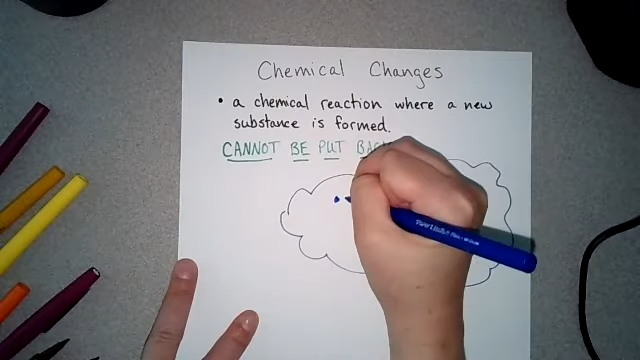 Chemical Changes
• a chemical reaction where a new
substance is formed.
CANNOT BE PUT